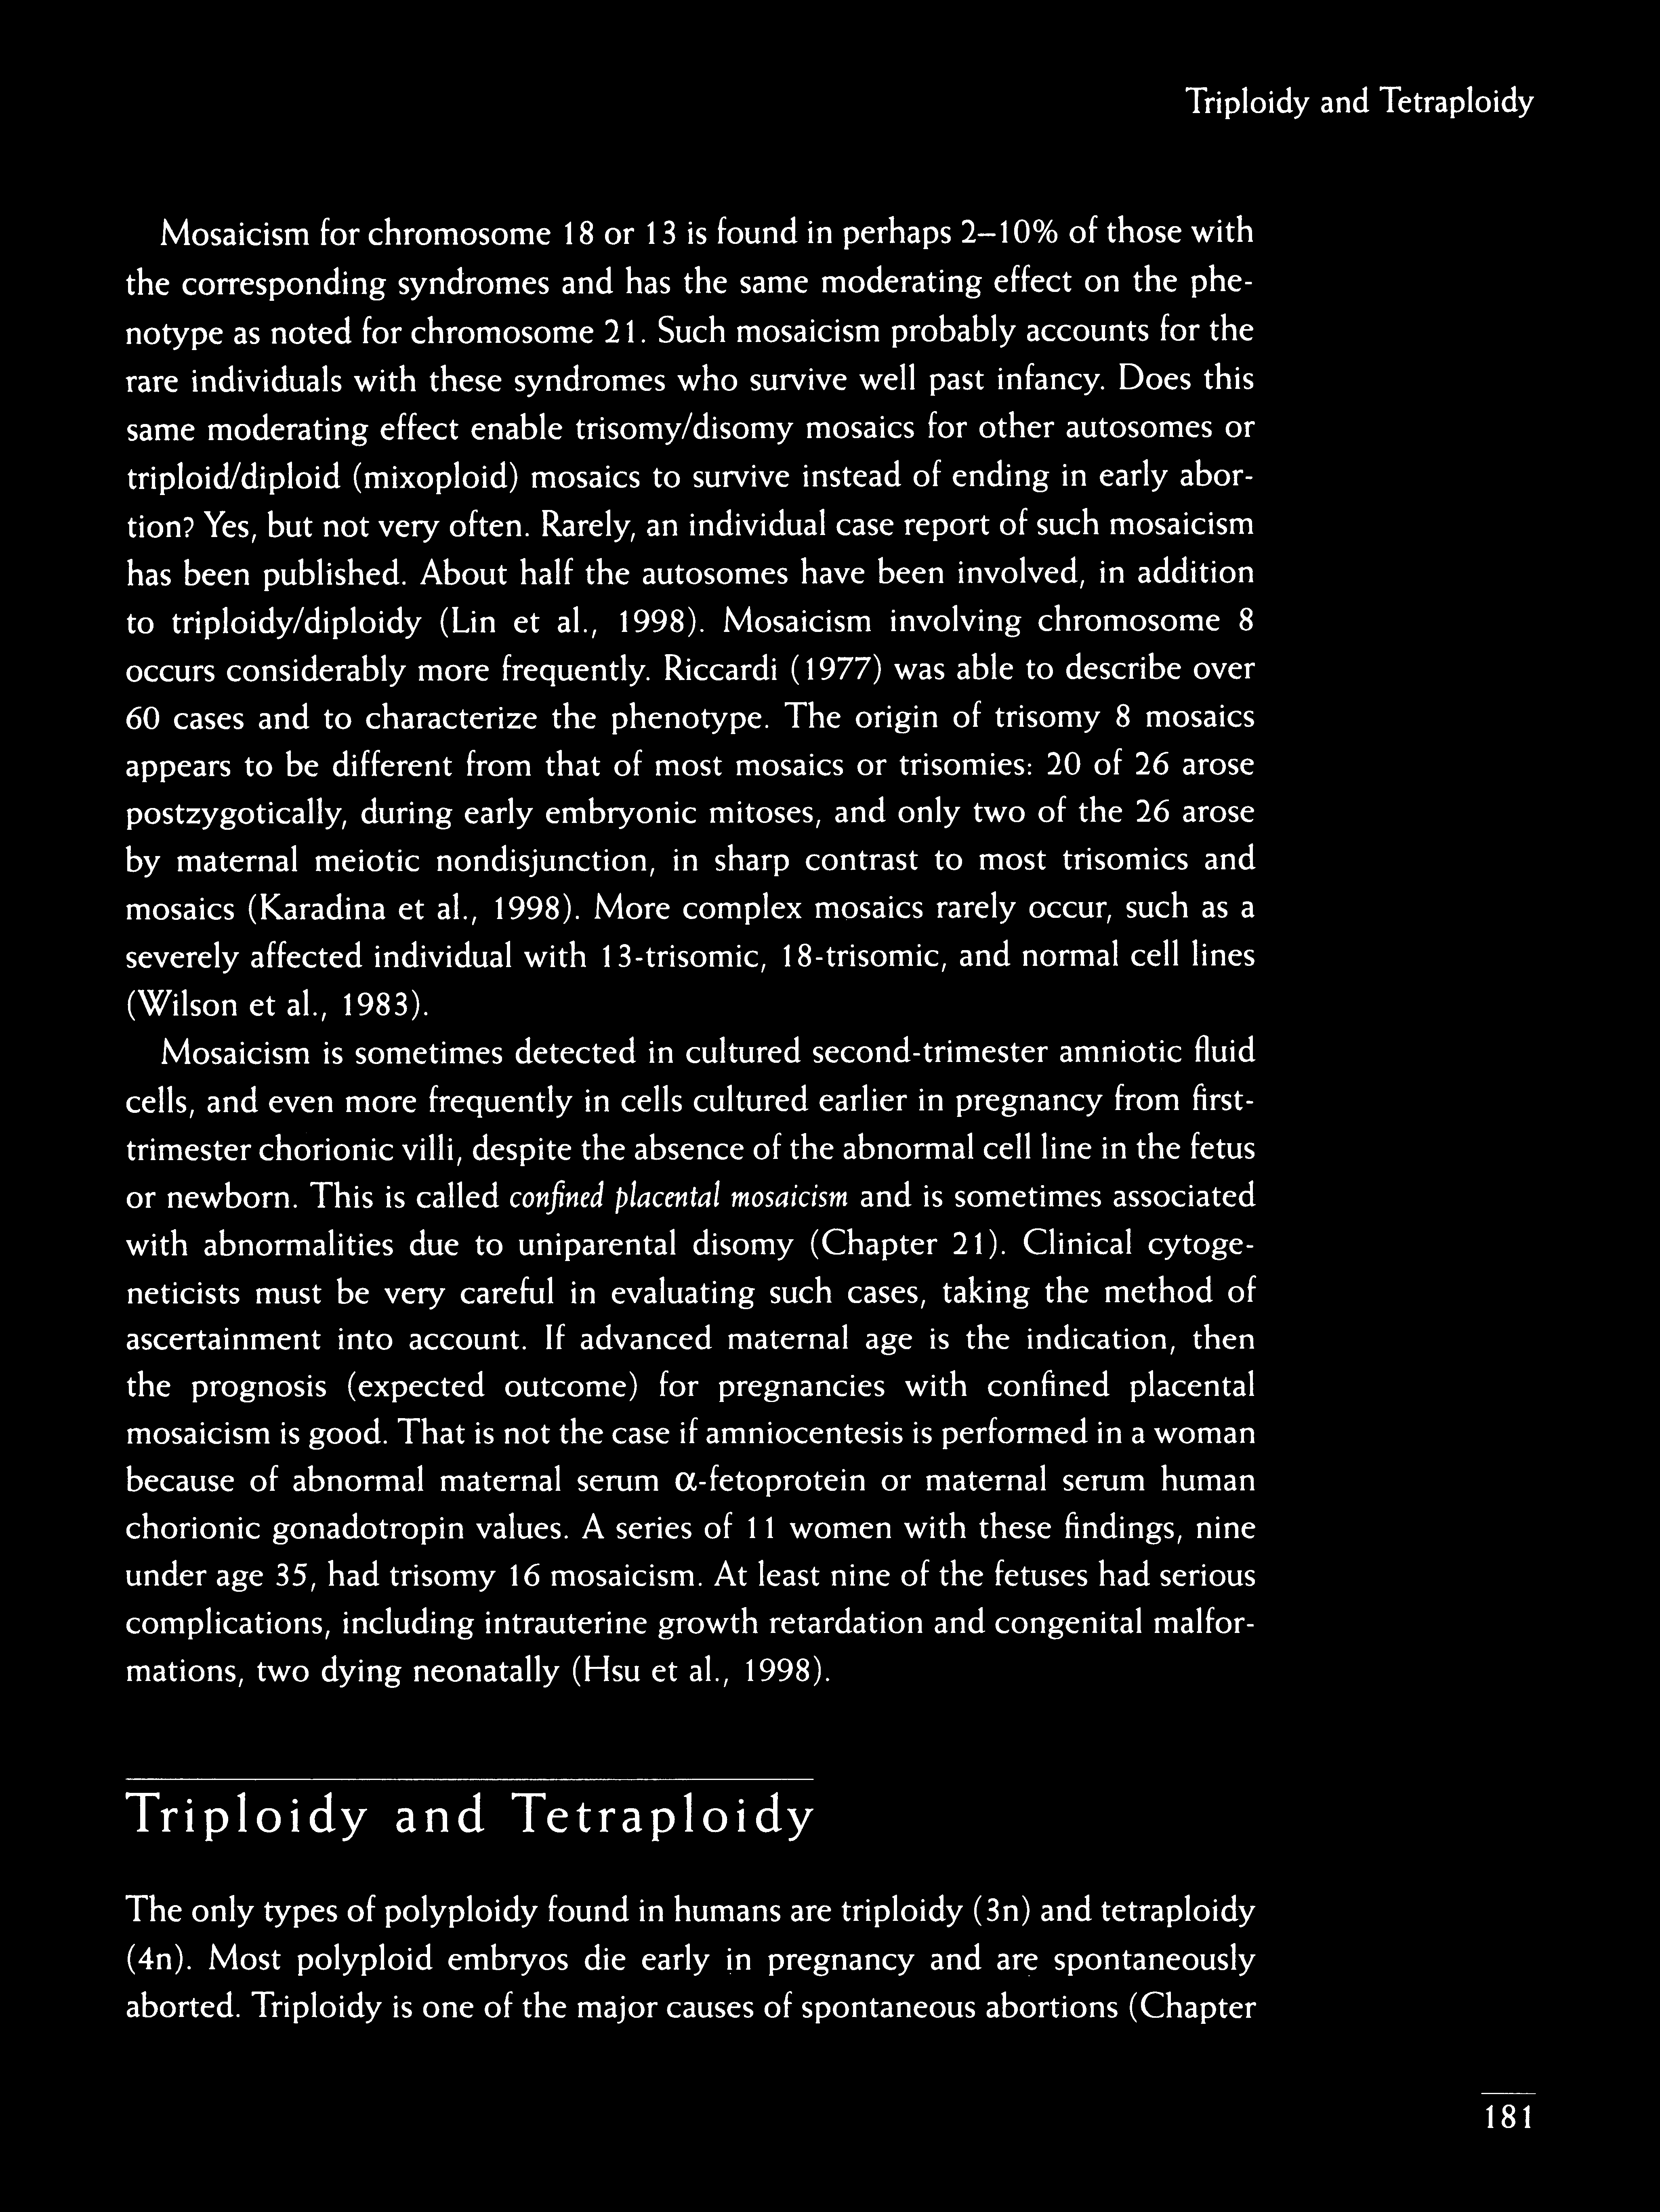 Triploidy and Tetraploidy
Mosaicism for chromosome 18 or 13 is found in perhaps 2–10% of those with
the corresponding syndromes and has the same moderating effect on the phe-
notype as noted for chromosome 21. Such mosaicism probably accounts for the
rare individuals with these syndromes who survive well past infancy. Does this
same moderating effect enable trisomy/disomy mosaics for other autosomes or
triploid/diploid (mixoploid) mosaics to survive instead of ending in early abor-
tion? Yes, but not very often. Rarely, an individual case report of such mosaicism
has been published. About half the autosomes have been involved, in addition
to triploidy/diploidy (Lin et al., 1998). Mosaicism involving chromosome 8
occurs considerably more frequently. Riccardi (1977) was able to describe over
60 cases and to characterize the phenotype. The origin of trisomy 8 mosaics
appears to be different from that of most mosaics or trisomies: 20 of 26 arose
postzygotically, during early embryonic mitoses, and only two of the 26 arose
by maternal meiotic nondisjunction, in sharp contrast to most trisomics and
mosaics (Karadina et al., 1998). More complex mosaics rarely occur, such as a
severely affected individual with 13-trisomic, 18-trisomic, and normal cell lines
(Wilson et al., 1983).
Mosaicism is sometimes detected in cultured second-trimester amniotic fluid
cells, and even more frequently in cells cultured earlier in pregnancy from first-
trimester chorionic villi, despite the absence of the abnormal cell line in the fetus
or newborn. This is called confined placental mosaicism and is sometimes associated
with abnormalities due to uniparental disomy (Chapter 21). Clinical cytoge-
neticists must be very careful in evaluating such cases, taking the method of
ascertainment into account. If advanced maternal age is the indication, then
the prognosis (expected outcome) for pregnancies with confined placental
mosaicism is good. That is not the case if amniocentesis is performed in a woman
because of abnormal maternal serum α-fetoprotein or maternal serum human
chorionic gonadotropin values. A series of 11 women with these findings, nine
under age 35, had trisomy 16 mosaicism. At least nine of the fetuses had serious
complications, including intrauterine growth retardation and congenital malfor-
mations, two dying neonatally (Hsu et al., 1998).
Triploidy and Tetraploidy
The only types of polyploidy found in humans are triploidy (3n) and tetraploidy
(4n). Most polyploid embryos die early in pregnancy and are spontaneously
aborted. Triploidy is one of the major causes of spontaneous abortions (Chapter
181